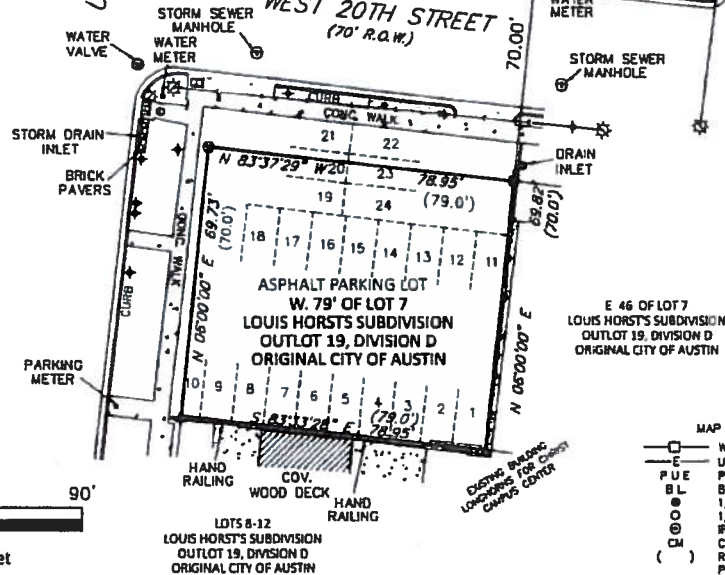 WEST 20TH STREET
(70' R.O.W.)
70.00'
WATER
METER
STORM SEWER
MANHOLE
WATER
VALVE
WATER
METER
STORM SEWER
MANHOLE
CURB
CONC. WALK
STORM DRAIN
INLET
BRICK
PAVERS
DRAIN
INLET
21
22
N 83'37'29" W
20
23
78.95'
(79.0')
19
24
69.73'
(70.0')
69.82'
(70.0')
18
17
16
15
14
13
12
11
CONC. WALK
CURB
N 06'00'00" E
N 06'00'00" E
ASPHALT PARKING LOT
W. 79' OF LOT 7
LOUIS HORSTS SUBDIVISION
OUTLOT 19, DIVISION D
ORIGINAL CITY OF AUSTIN
E 46 OF LOT 7
LOUIS HORST'S SUBDIVISION
OUTLOT 19, DIVISION D
ORIGINAL CITY OF AUSTIN
PARKING
METER
10
9
8
7
6
5
4
3
2
1
(79.0')
S 83'33'28" E
78.95'
HAND
RAILING
COV.
WOOD DECK
HAND
RAILING
EXISTING BUILDING
LONGHORNS FOR CHRIST
CAMPUS CENTER
90'
LOTS 8-12
LOUIS HORST'S SUBDIVISION
OUTLOT 19, DIVISION D
ORIGINAL CITY OF AUSTIN
MAP
W
E
U
P U E
P
B L
B
CM
C
( )
R